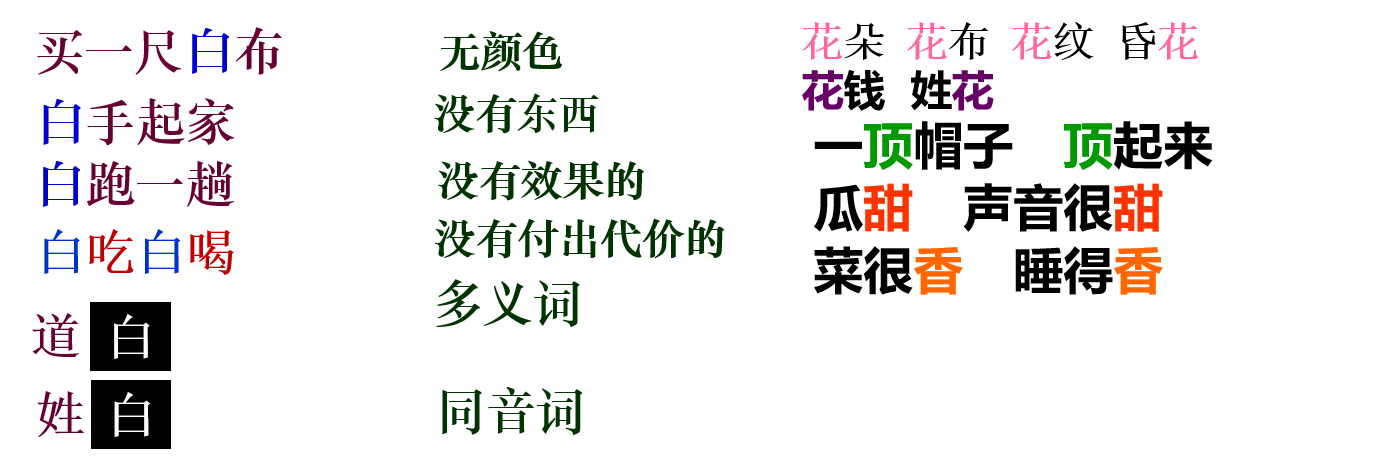 买一尺白布
白手起家
白跑一趟
白吃白喝
道白
姓白
无颜色
没有东西
没有效果的
没有付出代价的
多义词
同音词
花朵 花布 花纹 昏花
花钱 姓花
一顶帽子 顶起来
瓜甜 声音很甜
菜很香 睡得香